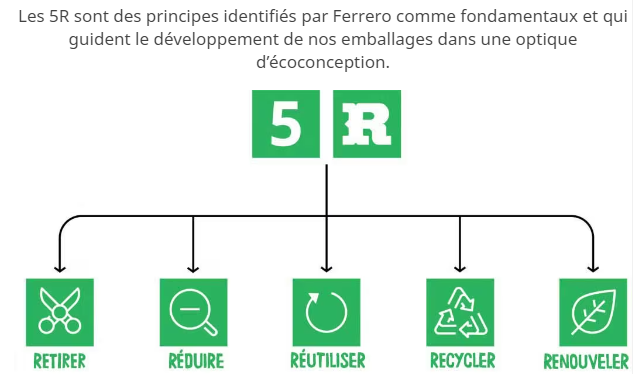 Les 5R sont des principes identifiés par Ferrero comme fondamentaux et qui
guident le développement de nos emballages dans une optique
d’écoconception.
5 R
RETIRER RÉDUIRE RÉUTILISER RECYCLER RENOUVELER